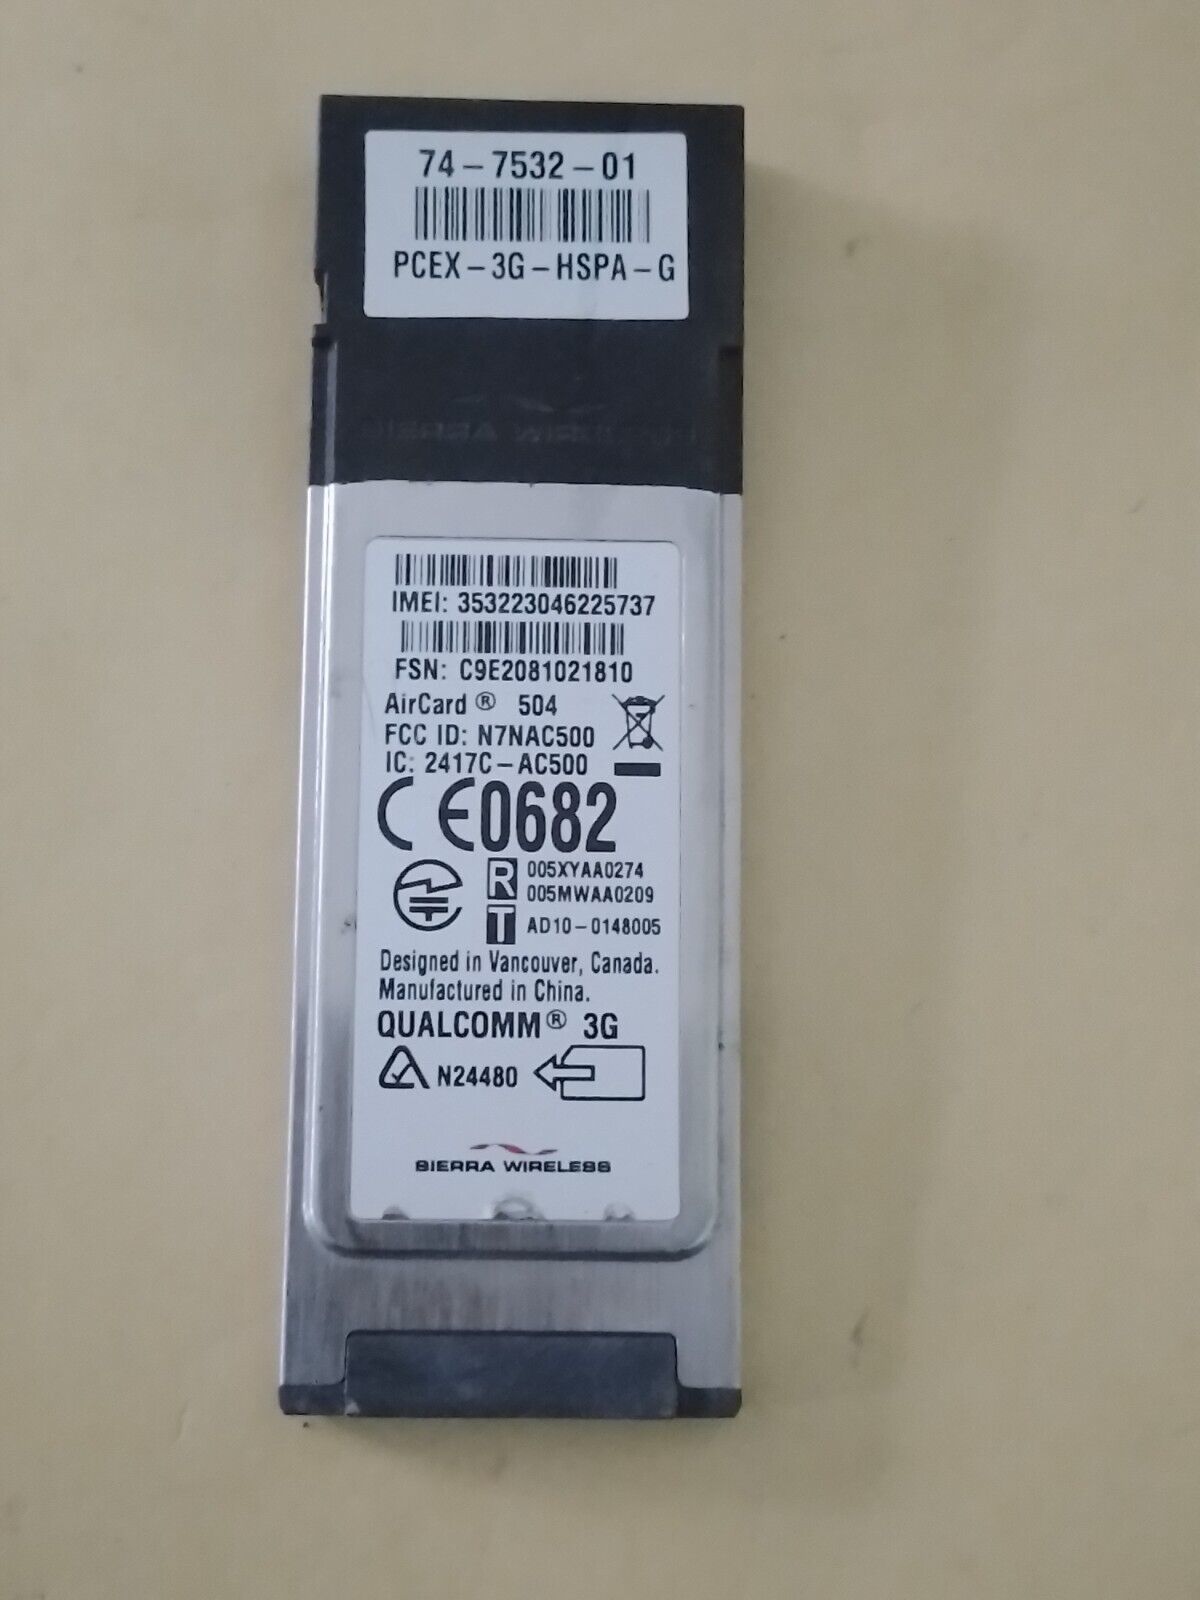 74-7532-01
PCEX-3G-HSPA-G
IMEI: 353223046225737
FSN: C9E2081021810
AirCard® 504
FCC ID: N7NAC500
IC: 2417C-AC500
CE0682
R 005XYAA0274
005MWAA0209
T AD10-0148005
Designed in Vancouver, Canada.
Manufactured in China.
QUALCOMM® 3G
N24480
SIERRA WIRELESS